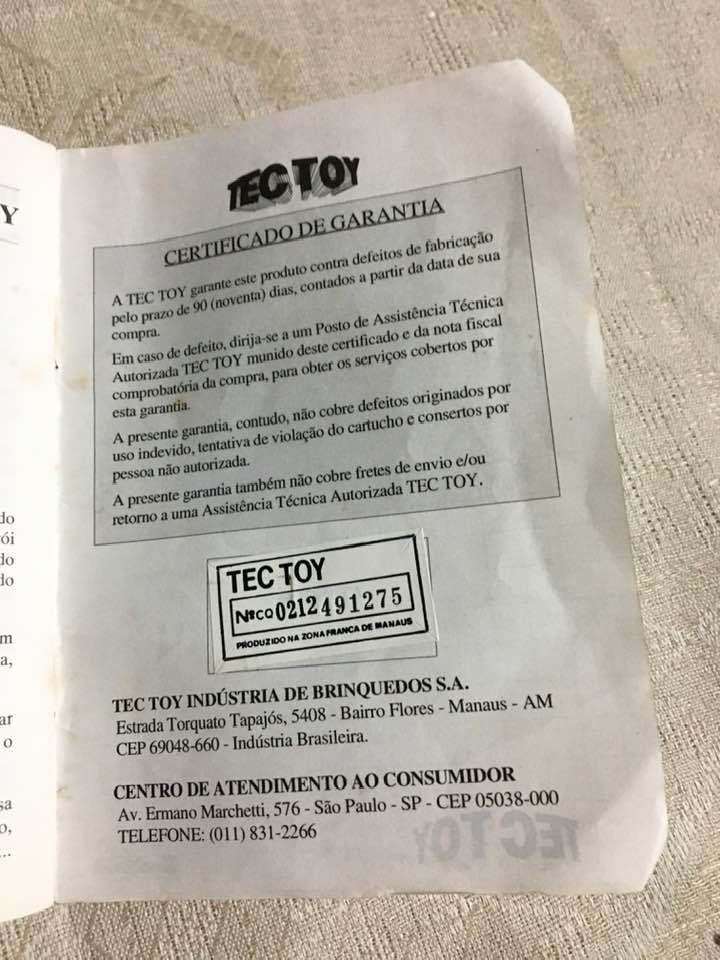 Y
do
ói
do
do
m
a,
ar
o
sa
o,
...
TEC TOY
CERTIFICADO DE GARANTIA
A TEC TOY garante este produto contra defeitos de fabricação
pelo prazo de 90 (noventa) dias, contados a partir da data de sua
compra.
Em caso de defeito, dirija-se a um Posto de Assistência Técnica
Autorizada TEC TOY munido deste certificado e da nota fiscal
comprobatória da compra, para obter os serviços cobertos por
esta garantia.
A presente garantia, contudo, não cobre defeitos originados por
uso indevido, tentativa de violação do cartucho e consertos por
pessoa não autorizada.
A presente garantia também não cobre fretes de envio e/ou
retorno a uma Assistência Técnica Autorizada TEC TOY.
TEC TOY
Nº CQ 0212491275
PRODUZIDO NA ZONA FRANCA DE MANAUS
TEC TOY INDÚSTRIA DE BRINQUEDOS S.A.
Estrada Torquato Tapajós, 5408 - Bairro Flores - Manaus - AM
CEP 69048-660 - Indústria Brasileira.
CENTRO DE ATENDIMENTO AO CONSUMIDOR
Av. Ermano Marchetti, 576 - São Paulo - SP - CEP 05038-000
TELEFONE: (011) 831-2266
TEC TOY